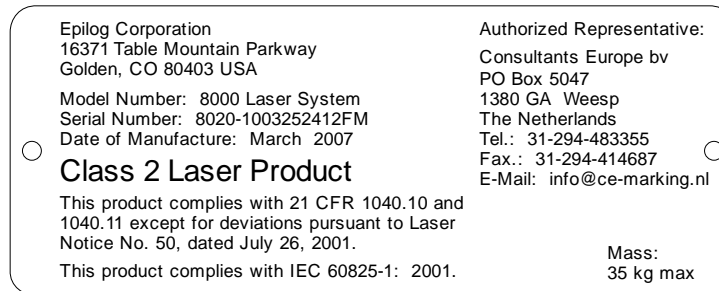 Epilog Corporation
16371 Table Mountain Parkway
Golden, CO 80403 USA
Model Number: 8000 Laser System
Serial Number: 8020-1003252412FM
Date of Manufacture: March 2007
Class 2 Laser Product
This product complies with 21 CFR 1040.10 and
1040.11 except for deviations pursuant to Laser
Notice No. 50, dated July 26, 2001.
This product complies with IEC 60825-1: 2001.
Authorized Representative:
Consultants Europe bv
PO Box 5047
1380 GA Weesp
The Netherlands
Tel.: 31-294-483355
Fax.: 31-294-414687
E-Mail: info@ce-marking.nl
Mass:
35 kg max